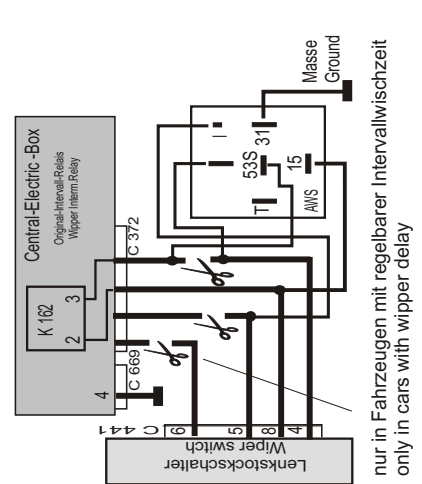 Central-Electric -Box
Original-Intervall-Relais
Wipper Interm.Relay
K 162
2
3
4
C 669
C 372
C 441
6
5
8
4
Lenkstockschalter
Wiper switch
I
31
53S
15
T
AWS
Masse
Ground
nur in Fahrzeugen mit regelbarer Intervallwischzeit
only in cars with wipper delay